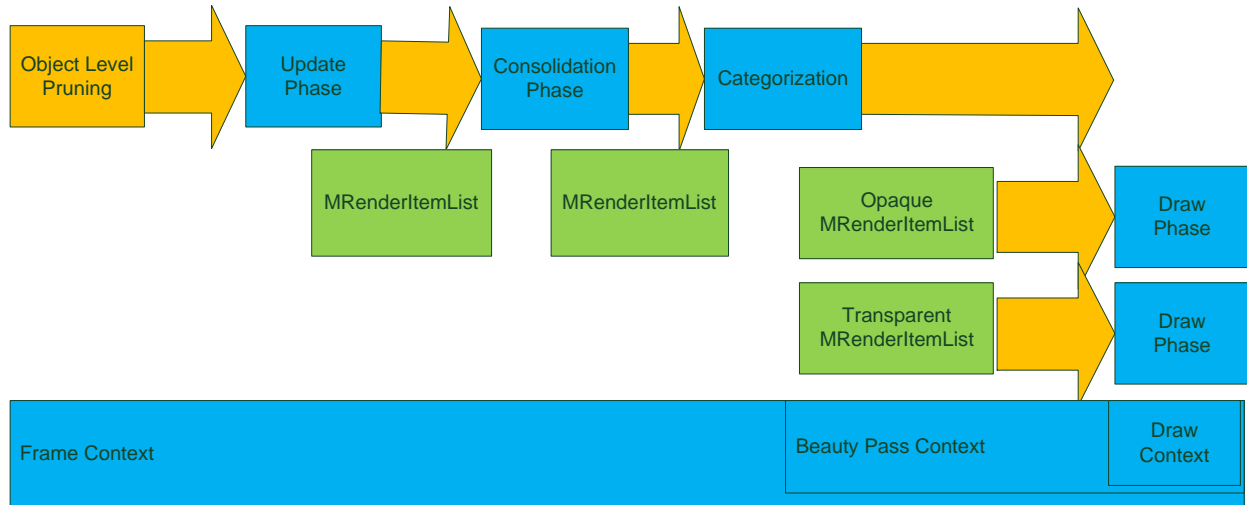 Object Level
Pruning
Update
Phase
Consolidation
Phase
Categorization
MRenderItemList
MRenderItemList
Opaque
MRenderItemList
Draw
Phase
Transparent
MRenderItemList
Draw
Phase
Frame Context
Beauty Pass Context
Draw
Context